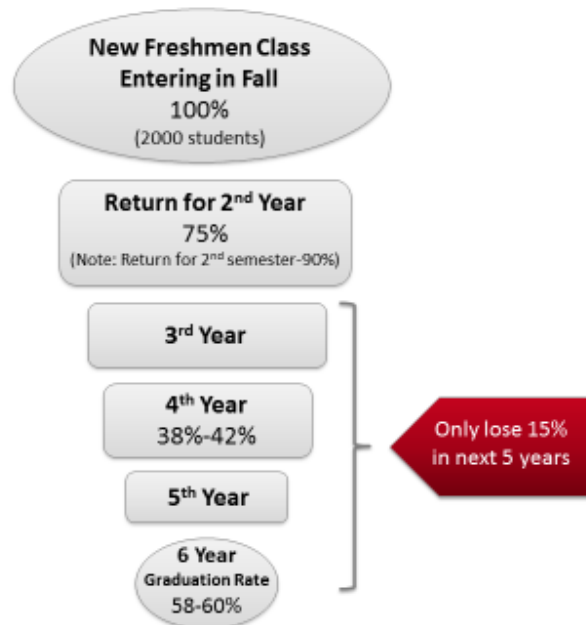 New Freshmen Class
Entering in Fall
100%
(2000 students)
Return for 2nd Year
75%
(Note: Return for 2nd semester-90%)
3rd Year
4th Year
38%-42%
5th Year
6 Year
Graduation Rate
58-60%
Only lose 15%
in next 5 years